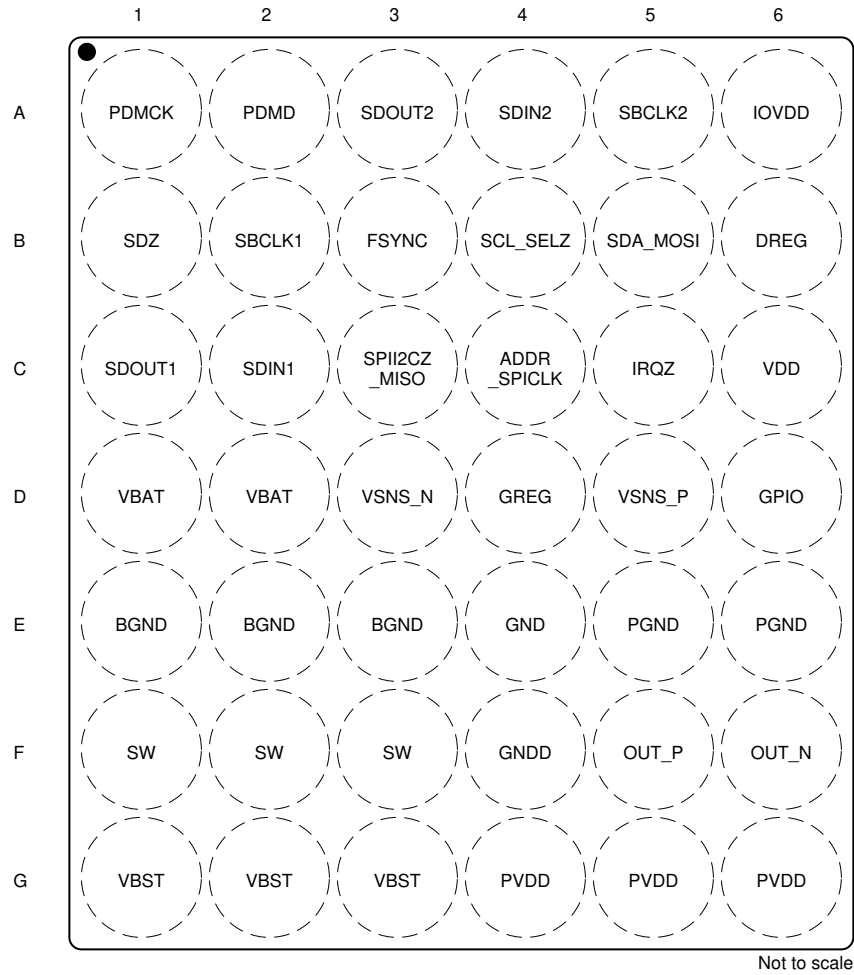 1 2 3 4 5 6
A PDMCK PDMD SDOUT2 SDIN2 SBCLK2 IOVDD
B SDZ SBCLK1 FSYNC SCL_SELZ SDA_MOSI DREG
C SDOUT1 SDIN1 SPII2CZ
_MISO ADDR
_SPICLK IRQZ VDD
D VBAT VBAT VSNS_N GREG VSNS_P GPIO
E BGND BGND BGND GND PGND PGND
F SW SW SW GNDD OUT_P OUT_N
G VBST VBST VBST PVDD PVDD PVDD
Not to scale